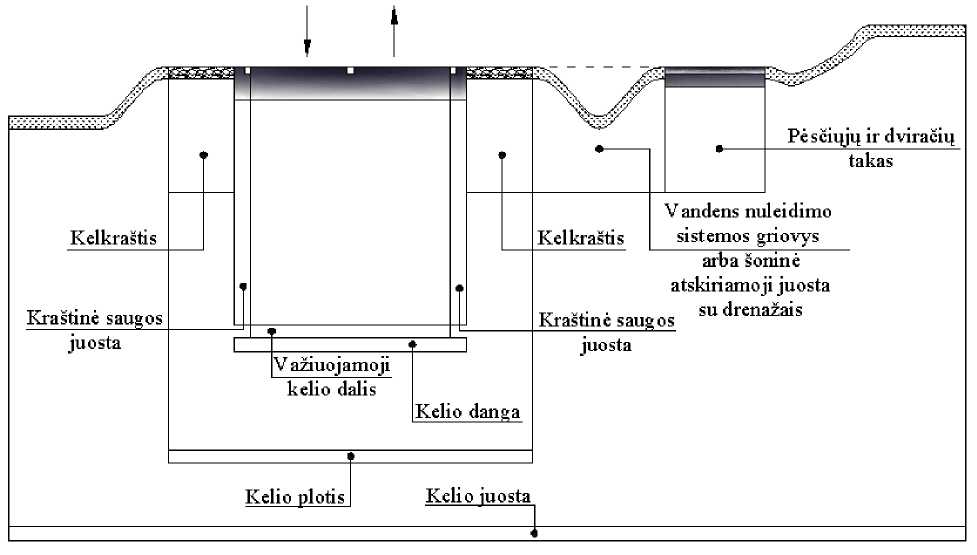 Pėsčiųjų ir dviračių
takas
Vandens nuleidimo
sistemos griovys
arba šoninė
atskiriamoji juosta
su drenažais
Kelkraštis
Kelkraštis
Kraštinė saugos
juosta
Kraštinė saugos
juosta
Važiuojamoji
kelio dalis
Kelio danga
Kelio plotis
Kelio juosta